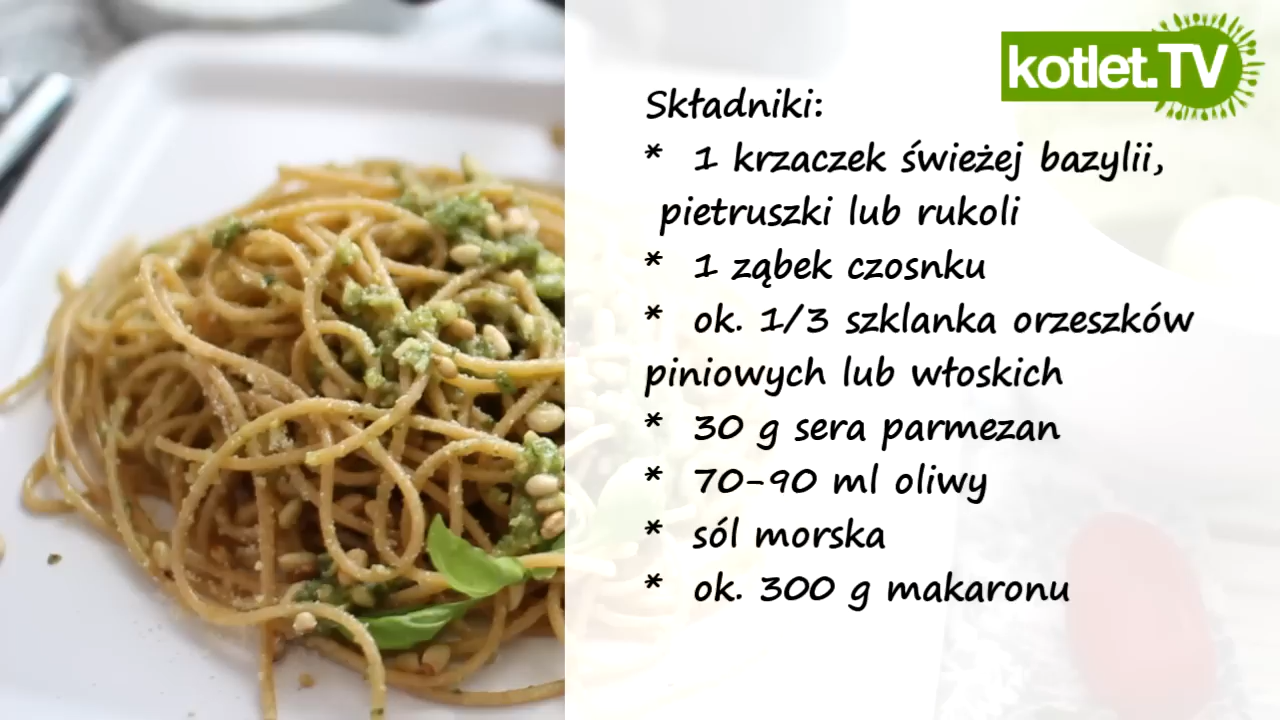 kotlet.TV
Składniki:
* 1 krzaczek świeżej bazylii,
pietruszki lub rukoli
* 1 ząbek czosnku
* ok. 1/3 szklanka orzeszków
piniowych lub włoskich
* 30 g sera parmezan
* 70-90 ml oliwy
* sól morska
* ok. 300 g makaronu